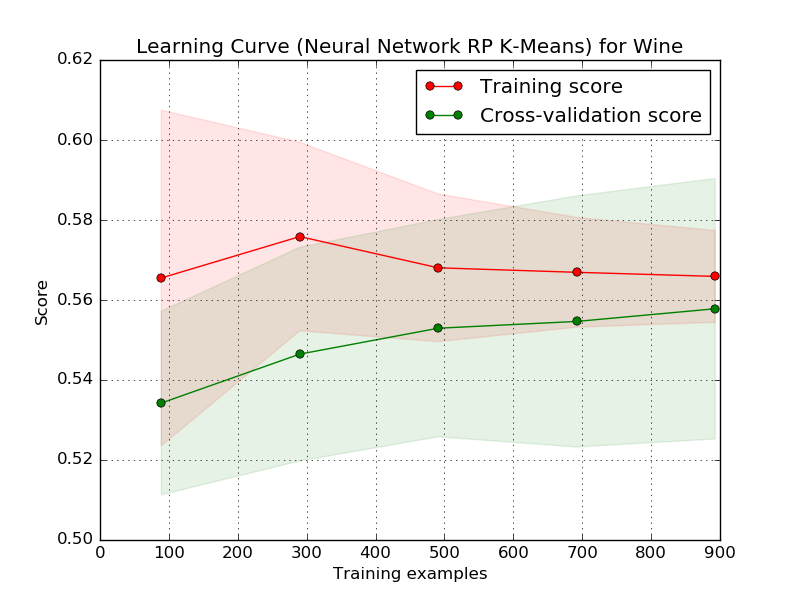 Learning Curve (Neural Network RP K-Means) for Wine
Training score
Cross-validation score
0.62
0.60
0.58
0.56
0.54
0.52
0.50
Score
0 100 200 300 400 500 600 700 800 900
Training examples